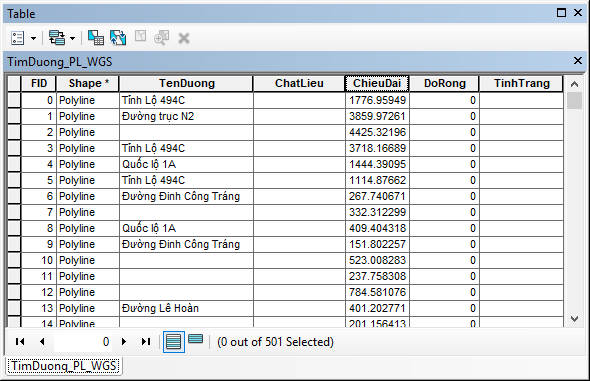 Table
TimDuong_PL_WGS
FID Shape * TenDuong ChatLieu ChieuDai DoRong TinhTrang
0 Polyline Tỉnh Lộ 494C 1776.95949 0
1 Polyline Đường trục N2 3859.97261 0
2 Polyline 4425.32196 0
3 Polyline Tỉnh Lộ 494C 3718.16689 0
4 Polyline Quốc lộ 1A 1444.39095 0
5 Polyline Tỉnh Lộ 494C 1114.87662 0
6 Polyline Đường Đinh Công Tráng 267.740671 0
7 Polyline 332.312299 0
8 Polyline Quốc lộ 1A 409.404318 0
9 Polyline Đường Đinh Công Tráng 151.802257 0
10 Polyline 523.008283 0
11 Polyline 237.758308 0
12 Polyline 784.581076 0
13 Polyline Đường Lê Hoàn 401.202771 0
14 Polyline 201.156413 0
0 (0 out of 501 Selected)
TimDuong_PL_WGS